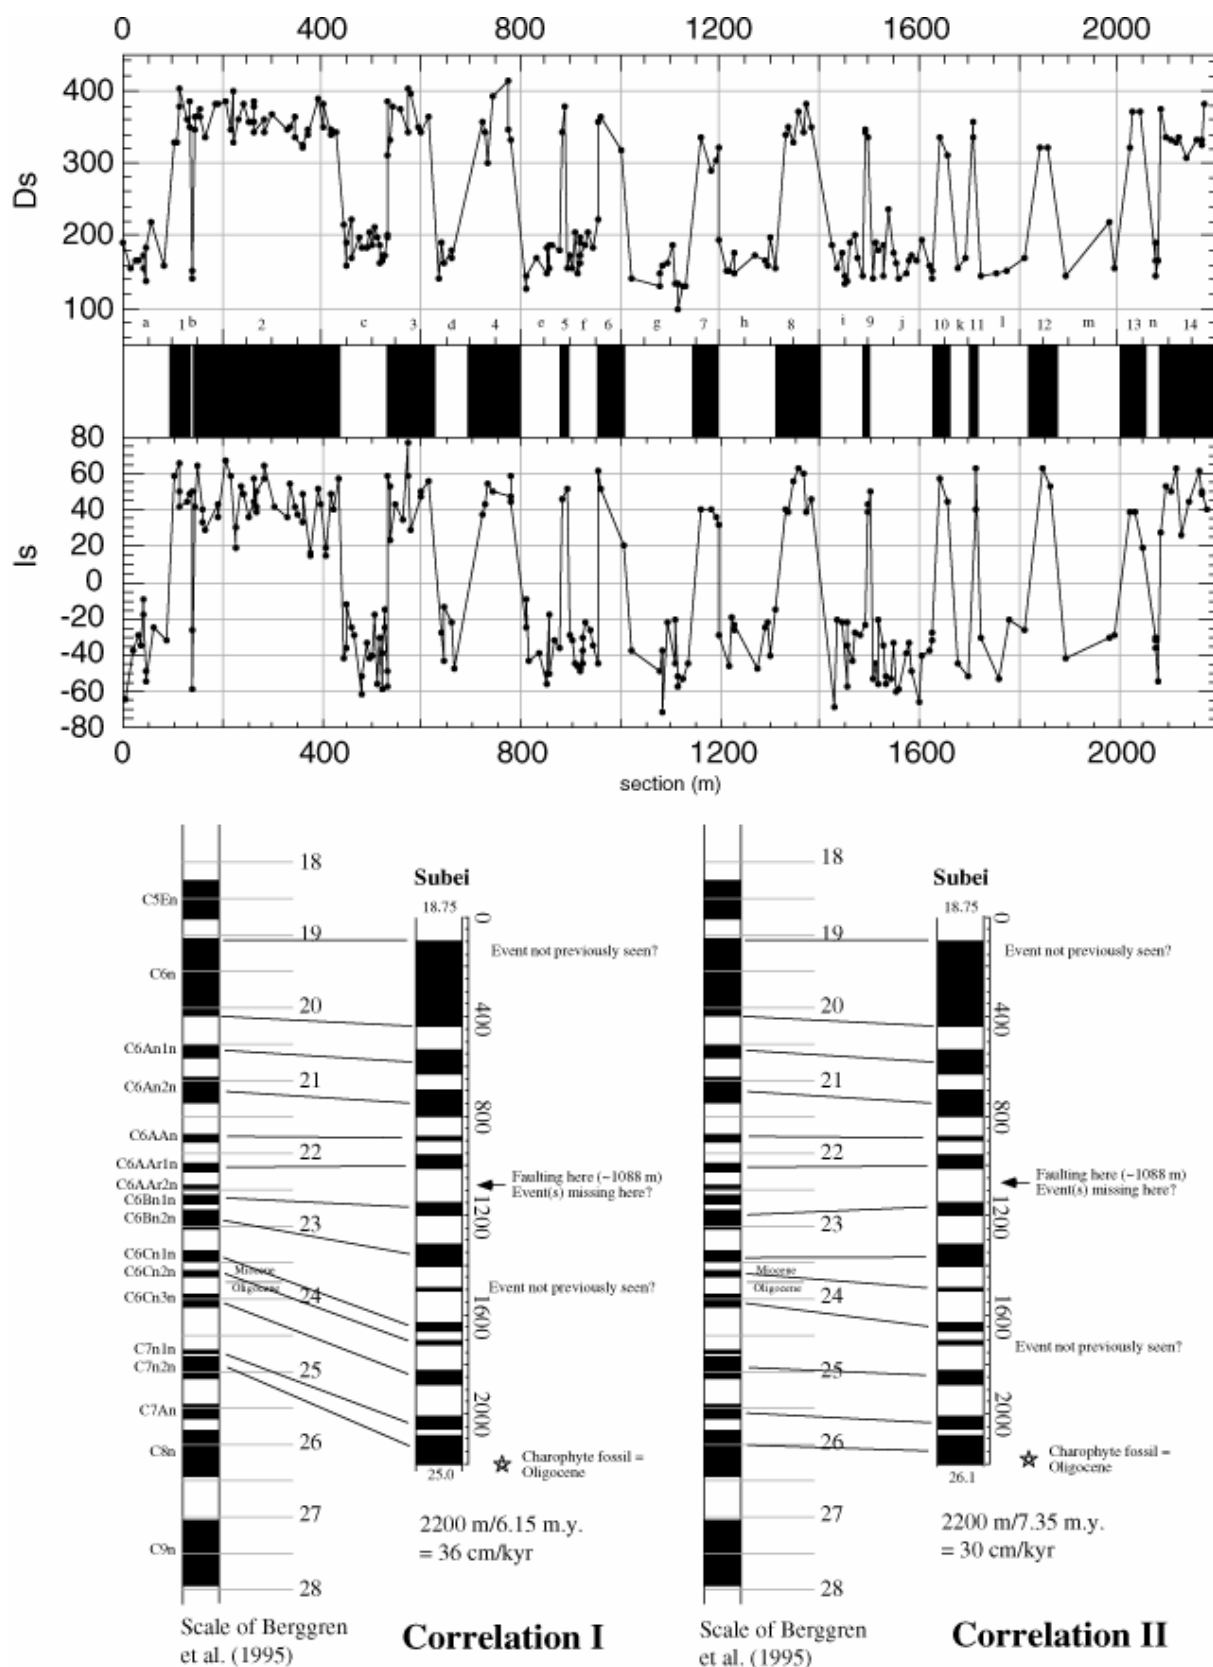 0 400 800 1200 1600 2000
Ds
400
300
200
100
a 1 b 2 c 3 d 4 e 5 f 6 g 7 h 8 i 9 j 10 k 11 l 12 m 13 n 14
Is
80
60
40
20
0
-20
-40
-60
-80
0 400 800 1200 1600 2000
section (m)
C5En
C6n
C6An1n
C6An2n
C6AAn
C6AAr1n
C6AAr2n
C6Bn1n
C6Bn2n
C6Cn1n
C6Cn2n
C6Cn3n
C7n1n
C7n2n
C7An
C8n
C9n
18
19
20
21
22
23
Miocene
Oligocene
24
25
26
27
28
Scale of Berggren
et al. (1995)
Subei
18.75
0
400
800
1200
1600
2000
25.0
Event not previously seen?
Faulting here (~1088 m)
Event(s) missing here?
Event not previously seen?
Charophyte fossil =
Oligocene
2200 m/6.15 m.y.
= 36 cm/kyr
Correlation I
18
19
20
21
22
23
Miocene
Oligocene
24
25
26
27
28
Scale of Berggren
et al. (1995)
Subei
18.75
0
400
800
1200
1600
2000
26.1
Event not previously seen?
Faulting here (~1088 m)
Event(s) missing here?
Event not previously seen?
Charophyte fossil =
Oligocene
2200 m/7.35 m.y.
= 30 cm/kyr
Correlation II